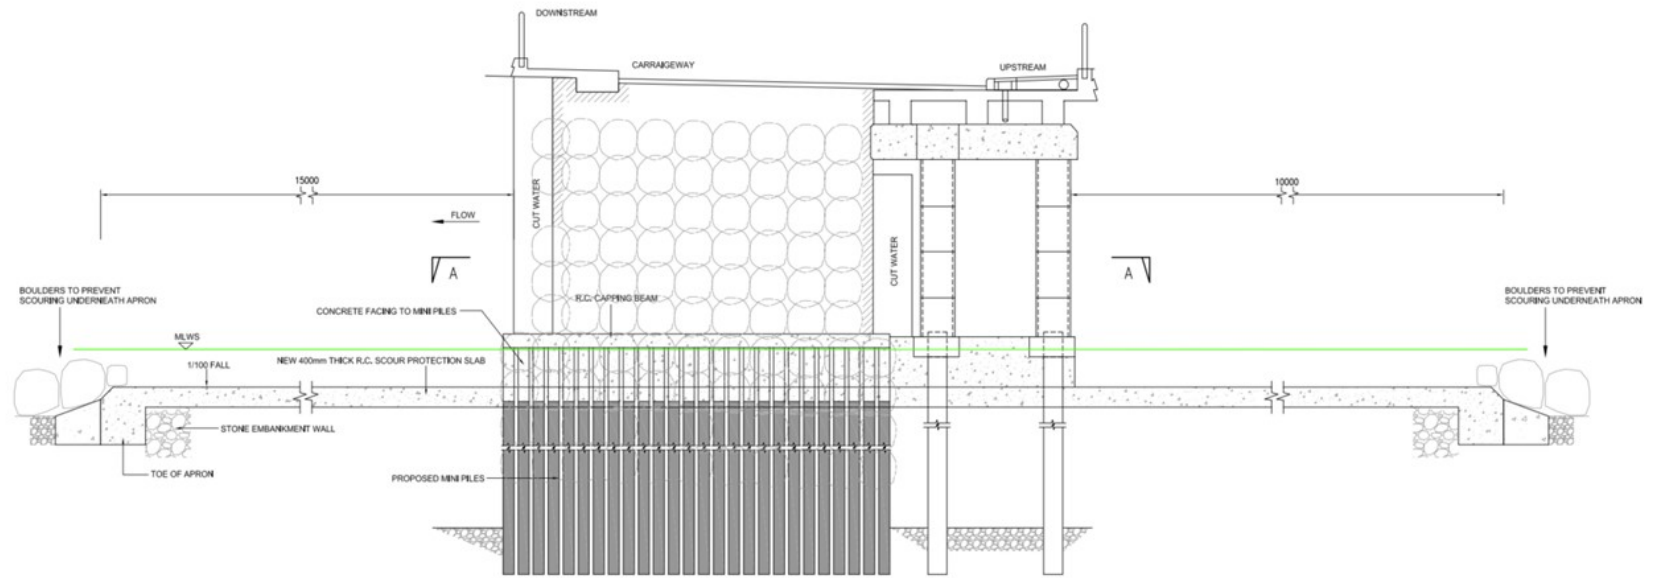 DOWNSTREAM
CARRAIGEWAY
UPSTREAM
15000
10000
CUT WATER
FLOW
A
A
CUT WATER
BOULDERS TO PREVENT
SCOURING UNDERNEATH APRON
BOULDERS TO PREVENT
SCOURING UNDERNEATH APRON
R.C. CAPPING BEAM
CONCRETE FACING TO MINI PILES
MLWS
NEW 400mm THICK R.C. SCOUR PROTECTION SLAB
1/100 FALL
STONE EMBANKMENT WALL
TOE OF APRON
PROPOSED MINI PILES